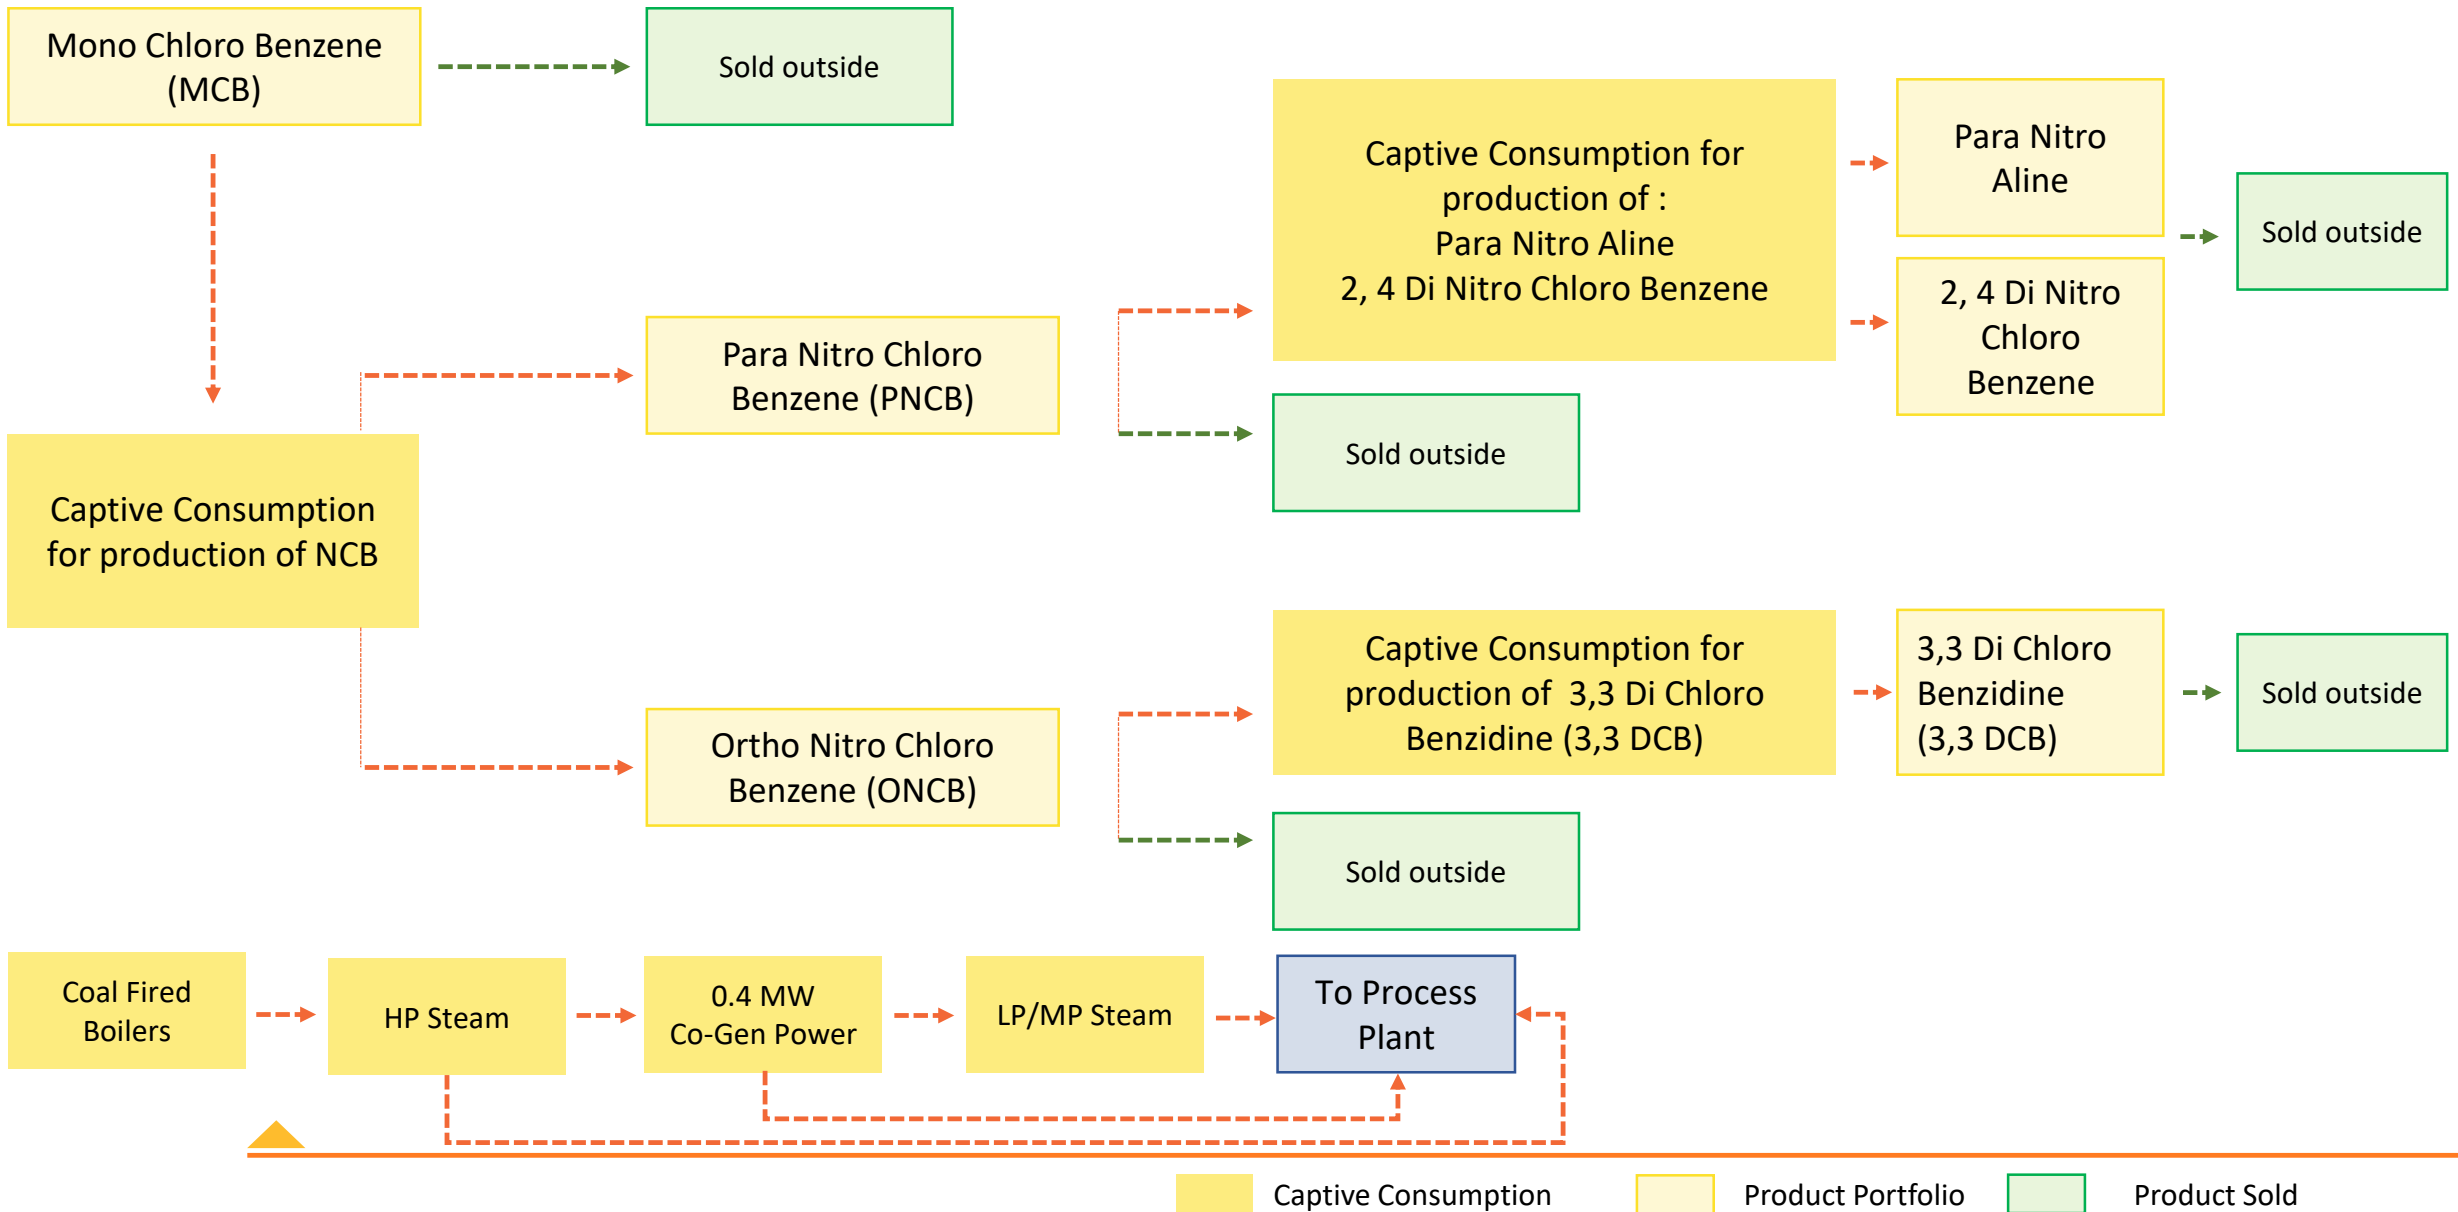 Mono Chloro Benzene
(MCB)
Sold outside
Captive Consumption for
production of :
Para Nitro Aline
2, 4 Di Nitro Chloro Benzene
Para Nitro
Aline
Sold outside
2, 4 Di Nitro
Chloro
Benzene
Para Nitro Chloro
Benzene (PNCB)
Sold outside
Captive Consumption
for production of NCB
Captive Consumption for
production of 3,3 Di Chloro
Benzidine (3,3 DCB)
3,3 Di Chloro
Benzidine
(3,3 DCB)
Sold outside
Ortho Nitro Chloro
Benzene (ONCB)
Sold outside
Coal Fired
Boilers
HP Steam
0.4 MW
Co-Gen Power
LP/MP Steam
To Process
Plant
Captive Consumption
Product Portfolio
Product Sold